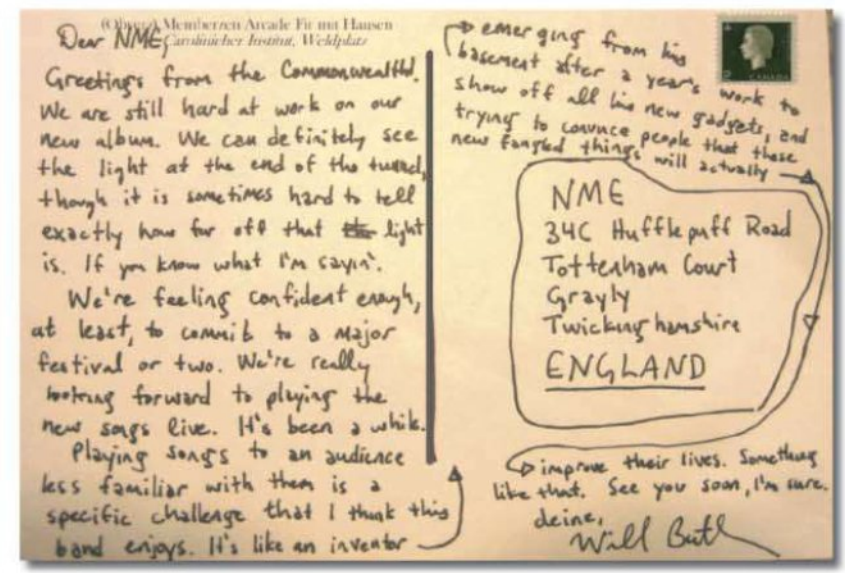 (Obver.) Memberzen Arcade Fir mit Hansen
Carolinicher Institut, Weldplatz
Dear NME,
Greetings from the Commonwealth.
We are still hard at work on our
new album. We can definitely see
the light at the end of the tunnel,
though it is sometimes hard to tell
exactly how far off that the light
is. If you know what I'm sayin'.
We're feeling confident enough,
at least, to commit to a major
festival or two. We're really
looking forward to playing the
new songs live. It's been a while.
Playing songs to an audience
less familiar with them is a
specific challenge that I think this
band enjoys. It's like an inventor
emerging from his
basement after a year's work to
show off all his new gadgets, and
trying to convince people that these
new fangled things will actually
improve their lives. Something
like that. See you soon, I'm sure.
deine,
Will Butl
NME
34C Hufflepuff Road
Tottenham Court
Grayly
Twickinghamshire
ENGLAND
2
CANADA